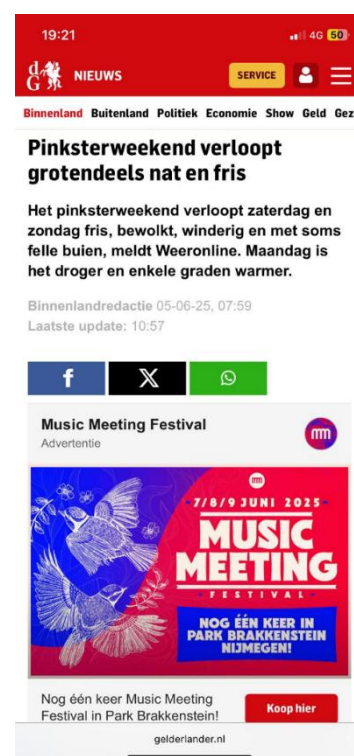 19:21
4G 50
d
G
NIEUWS
SERVICE
Binnenland Buitenland Politiek Economie Show Geld Gez
Pinksterweekend verloopt
grotendeels nat en fris
Het pinksterweekend verloopt zaterdag en
zondag fris, bewolkt, winderig en met soms
felle buien, meldt Weeronline. Maandag is
het droger en enkele graden warmer.
Binnenlandredactie 05-06-25, 07:59
Laatste update: 10:57
f X
Music Meeting Festival
Advertentie
mm
m
7/8/9 JUNI 2025
MUSIC
MEETING
FESTIVAL
NOG ÉÉN KEER IN
PARK BRAKKENSTEIN
NIJMEGEN!
Nog één keer Music Meeting
Festival in Park Brakkenstein!
Koop hier
gelderlander.nl